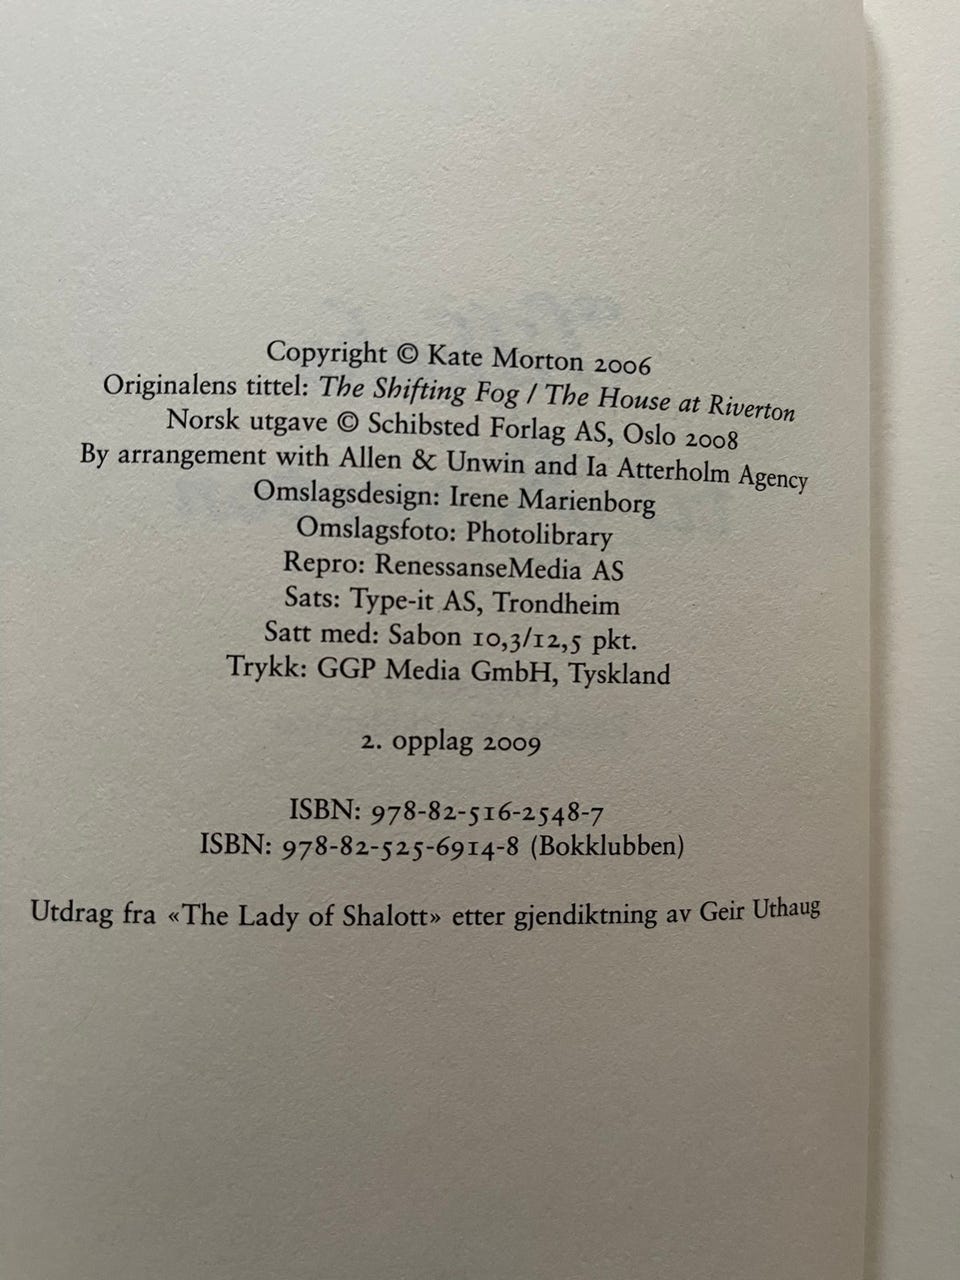 Copyright © Kate Morton 2006
Originalens tittel: The Shifting Fog / The House at Riverton
Norsk utgave © Schibsted Forlag AS, Oslo 2008
By arrangement with Allen & Unwin and Ia Atterholm Agency
Omslagsdesign: Irene Marienborg
Omslagsfoto: Photolibrary
Repro: RenessanseMedia AS
Sats: Type-it AS, Trondheim
Satt med: Sabon 10,3/12,5 pkt.
Trykk: GGP Media GmbH, Tyskland
2. opplag 2009
ISBN: 978-82-516-2548-7
ISBN: 978-82-525-6914-8 (Bokklubben)
Utdrag fra «The Lady of Shalott» etter gjendiktning av Geir Uthaug